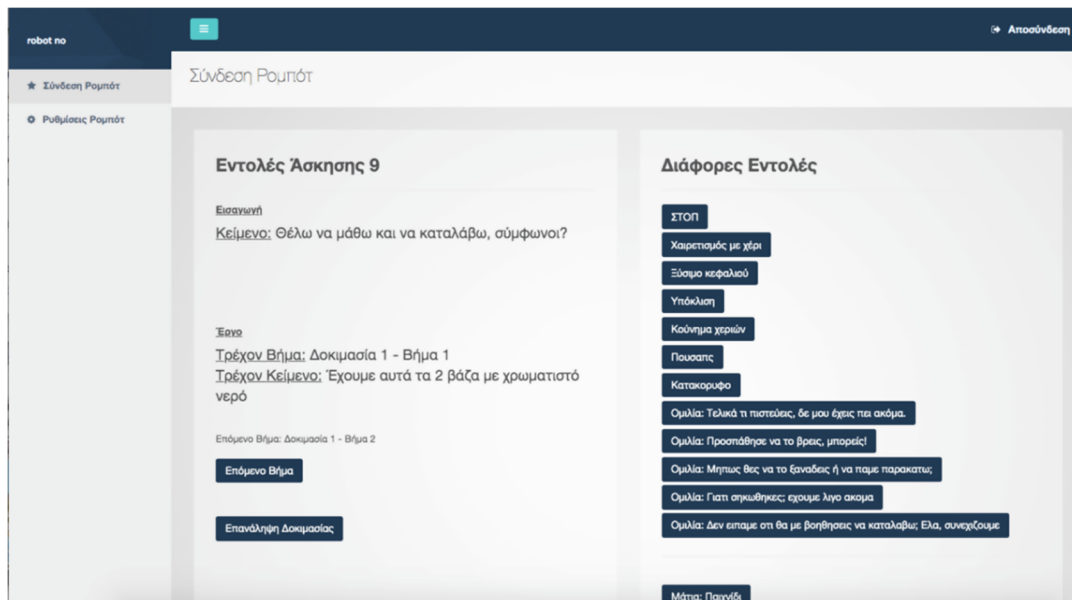 robot no
Αποσύνδεση
Σύνδεση Ρομπότ
Ρυθμίσεις Ρομπότ
Σύνδεση Ρομπότ
Εντολές Άσκησης 9
Εισαγωγή
Κείμενο: Θέλω να μάθω και να καταλάβω, σύμφωνοι?
Έργο
Τρέχον Βήμα: Δοκιμασία 1 - Βήμα 1
Τρέχον Κείμενο: Έχουμε αυτά τα 2 βάζα με χρωματιστό
νερό
Επόμενο Βήμα: Δοκιμασία 1 - Βήμα 2
Επόμενο Βήμα
Επανάληψη Δοκιμασίας
Διάφορες Εντολές
ΣΤΟΠ
Χαιρετισμός με χέρι
Ξύσιμο κεφαλιού
Υπόκλιση
Κούνημα χεριών
Πουσαπς
Κατακορυφο
Ομιλία: Τελικά τι πιστεύεις, δε μου έχεις πει ακόμα.
Ομιλία: Προσπάθησε να το βρεις, μπορείς!
Ομιλία: Μηπως θες να το ξαναδεις ή να παμε παρακατω;
Ομιλία: Γιατι σηκωθηκες; εχουμε λιγο ακομα
Ομιλία: Δεν ειπαμε οτι θα με βοηθησεις να καταλαβω; Ελα, συνεχιζουμε
Μάτια: Παιχνίδι